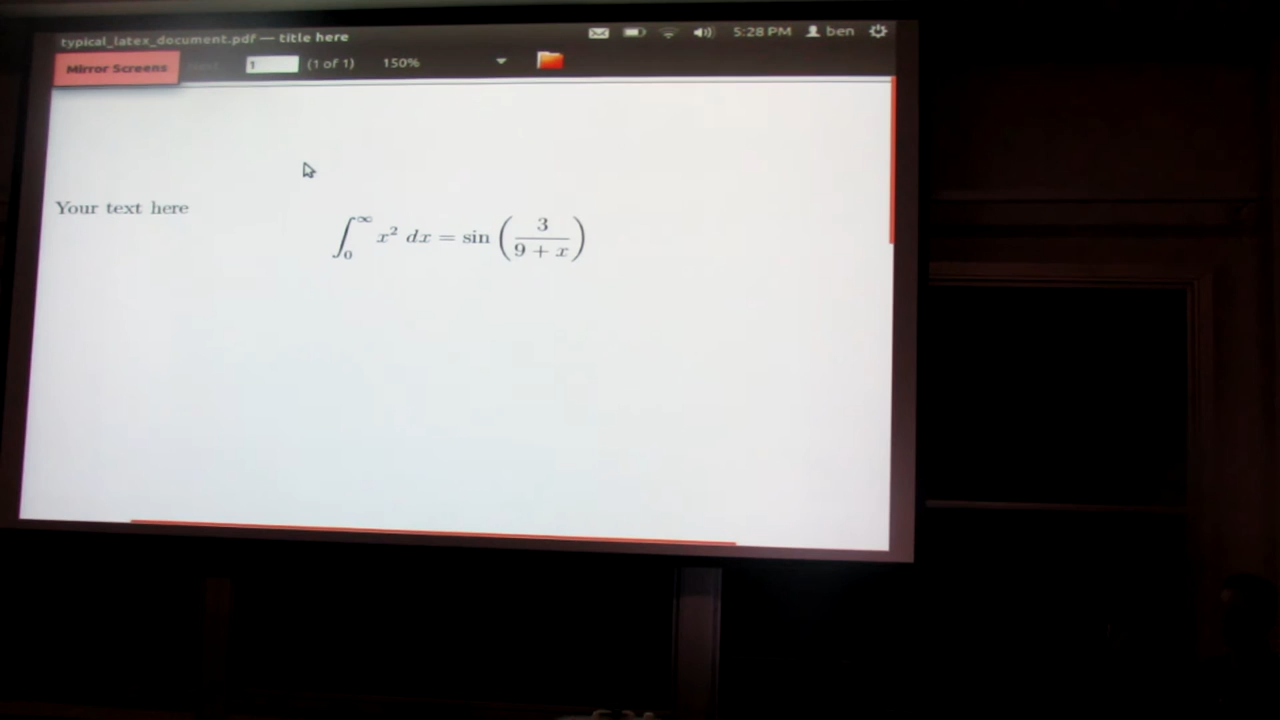 typical_latex_document.pdf — title here 5:28 PM ben
Mirror Screens 1 (1 of 1) 150%
Your text here
∫₀^∞ x² dx = sin (3 / (9 + x))